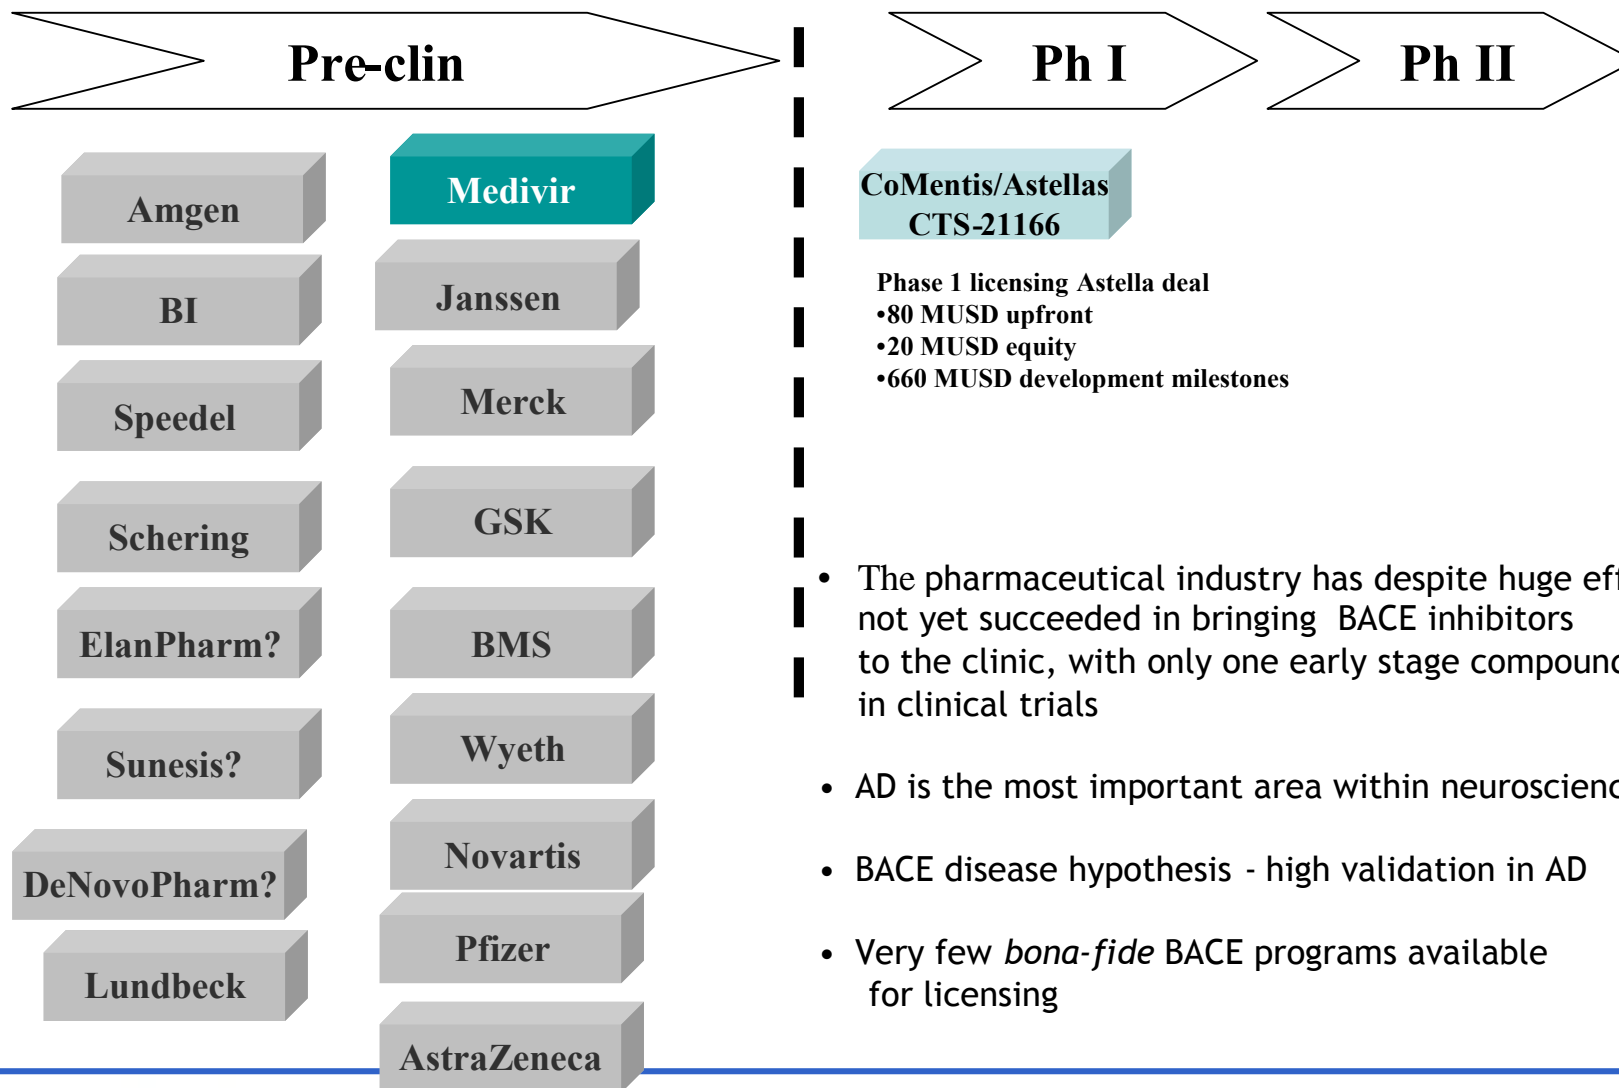 Pre-clin
Ph I
Ph II
Amgen
BI
Speedel
Schering
ElanPharm?
Sunesis?
DeNovoPharm?
Lundbeck
Medivir
Janssen
Merck
GSK
BMS
Wyeth
Novartis
Pfizer
AstraZeneca
CoMentis/Astellas
CTS-21166
Phase 1 licensing Astella deal
•80 MUSD upfront
•20 MUSD equity
•660 MUSD development milestones
• The pharmaceutical industry has despite huge
not yet succeeded in bringing BACE inhibitors
to the clinic, with only one early stage compound
in clinical trials
• AD is the most important area within
• BACE disease hypothesis - high validation in AD
• Very few bona-fide BACE programs available
for licensing